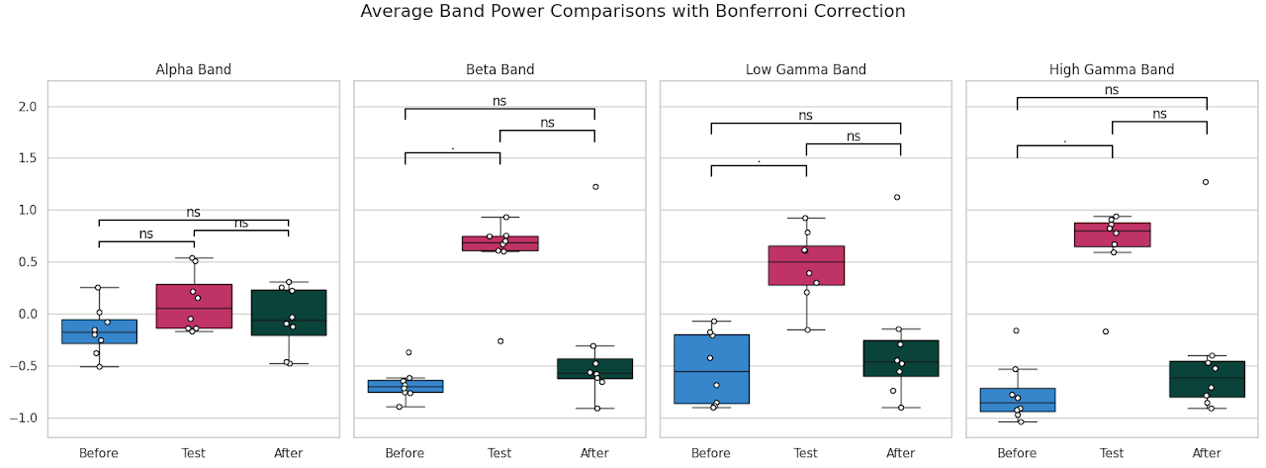 Average Band Power Comparisons with Bonferroni Correction
Alpha Band
Beta Band
Low Gamma Band
High Gamma Band
2.0
1.5
1.0
0.5
0.0
−0.5
−1.0
ns
ns
ns
ns
ns
.
ns
ns
.
ns
ns
.
Before
Test
After
Before
Test
After
Before
Test
After
Before
Test
After